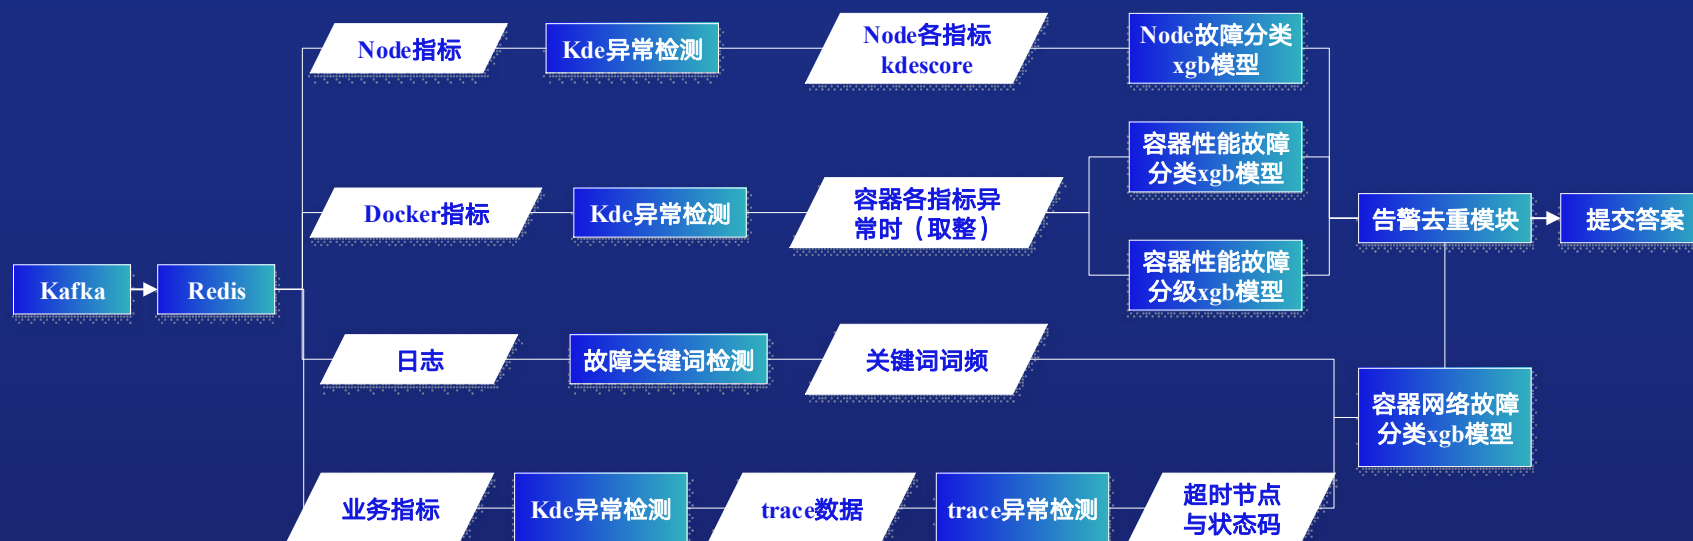 Node指标
Kde异常检测
Node各指标
kdescore
Node故障分类
xgb模型
容器性能故障
分类xgb模型
Docker指标
Kde异常检测
容器各指标异
常时（取整）
告警去重模块
提交答案
容器性能故障
分级xgb模型
Kafka
Redis
日志
故障关键词检测
关键词词频
容器网络故障
分类xgb模型
业务指标
Kde异常检测
trace数据
trace异常检测
超时节点
与状态码